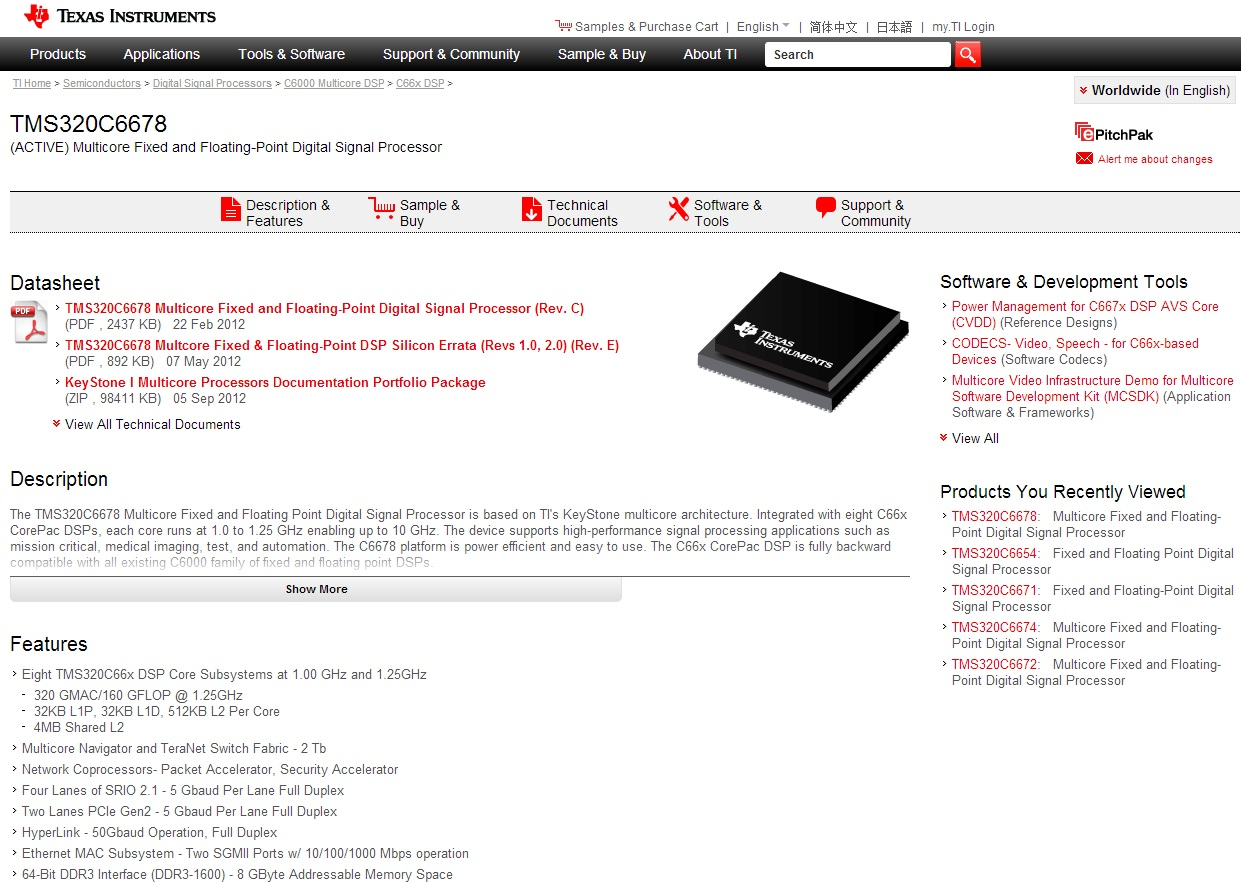 TEXAS INSTRUMENTS
Samples & Purchase Cart | English | 简体中文 | 日本語 | my.TI Login
Products Applications Tools & Software Support & Community Sample & Buy About TI Search
TI Home > Semiconductors > Digital Signal Processors > C6000 Multicore DSP > C66x DSP >
Worldwide (In English)
TMS320C6678
(ACTIVE) Multicore Fixed and Floating-Point Digital Signal Processor
ePitchPak
Alert me about changes
Description &
Features
Sample &
Buy
Technical
Documents
Software &
Tools
Support &
Community
Datasheet
PDF
TMS320C6678 Multicore Fixed and Floating-Point Digital Signal Processor (Rev. C)
(PDF , 2437 KB) 22 Feb 2012
TMS320C6678 Multicore Fixed & Floating-Point DSP Silicon Errata (Revs 1.0, 2.0) (Rev. E)
(PDF , 892 KB) 07 May 2012
KeyStone I Multicore Processors Documentation Portfolio Package
(ZIP , 98411 KB) 05 Sep 2012
View All Technical Documents
TEXAS
INSTRUMENTS
Description
The TMS320C6678 Multicore Fixed and Floating Point Digital Signal Processor is based on TI's KeyStone multicore architecture. Integrated with eight C66x
CorePac DSPs, each core runs at 1.0 to 1.25 GHz enabling up to 10 GHz. The device supports high-performance signal processing applications such as
mission critical, medical imaging, test, and automation. The C6678 platform is power efficient and easy to use. The C66x CorePac DSP is fully backward
compatible with all existing C6000 family of fixed and floating point DSPs.
Show More
Features
Eight TMS320C66x DSP Core Subsystems at 1.00 GHz and 1.25GHz
- 320 GMAC/160 GFLOP @ 1.25GHz
- 32KB L1P, 32KB L1D, 512KB L2 Per Core
- 4MB Shared L2
Multicore Navigator and TeraNet Switch Fabric - 2 Tb
Network Coprocessors- Packet Accelerator, Security Accelerator
Four Lanes of SRIO 2.1 - 5 Gbaud Per Lane Full Duplex
Two Lanes PCIe Gen2 - 5 Gbaud Per Lane Full Duplex
HyperLink - 50Gbaud Operation, Full Duplex
Ethernet MAC Subsystem - Two SGMII Ports w/ 10/100/1000 Mbps operation
64-Bit DDR3 Interface (DDR3-1600) - 8 GByte Addressable Memory Space
Software & Development Tools
Power Management for C667x DSP AVS Core
(CVDD) (Reference Designs)
CODECS- Video, Speech - for C66x-based
Devices (Software Codecs)
Multicore Video Infrastructure Demo for Multicore
Software Development Kit (MCSDK) (Application
Software & Frameworks)
View All
Products You Recently Viewed
TMS320C6678: Multicore Fixed and Floating-
Point Digital Signal Processor
TMS320C6654: Fixed and Floating Point Digital
Signal Processor
TMS320C6671: Fixed and Floating-Point Digital
Signal Processor
TMS320C6674: Multicore Fixed and Floating-
Point Digital Signal Processor
TMS320C6672: Multicore Fixed and Floating-
Point Digital Signal Processor